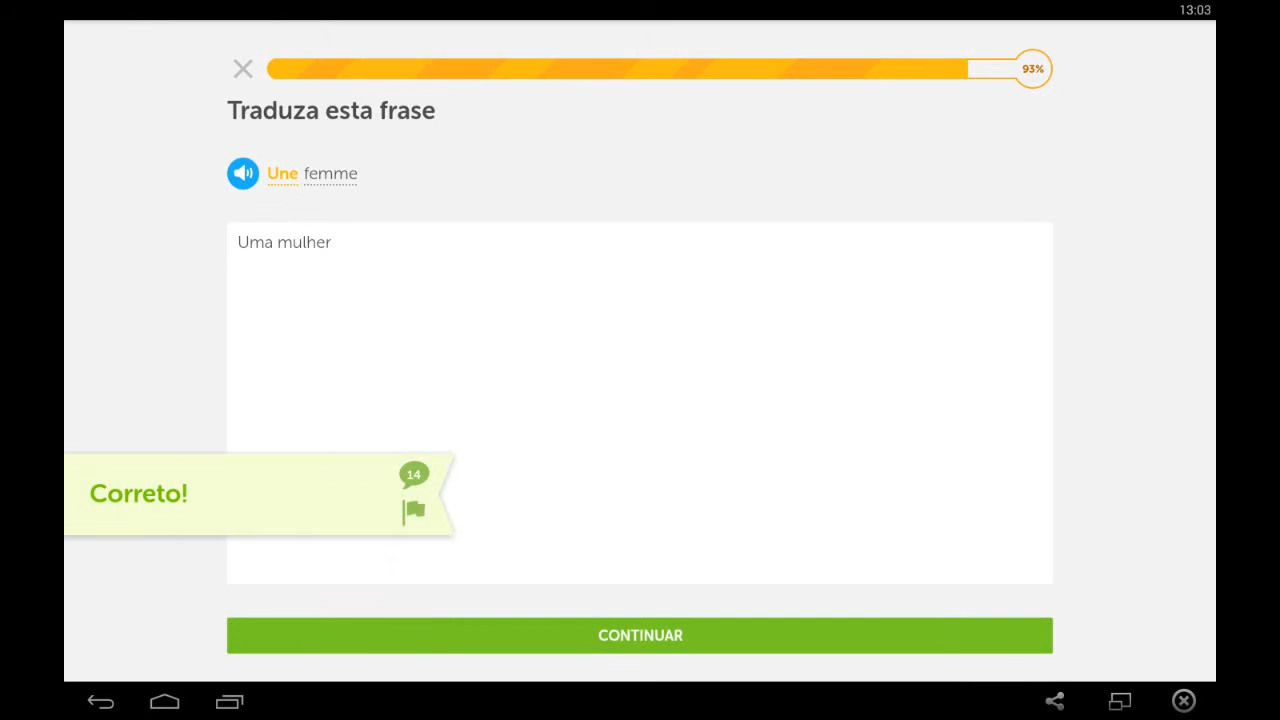 13:03
93%
Traduza esta frase
Une femme
Uma mulher
14
Correto!
CONTINUAR